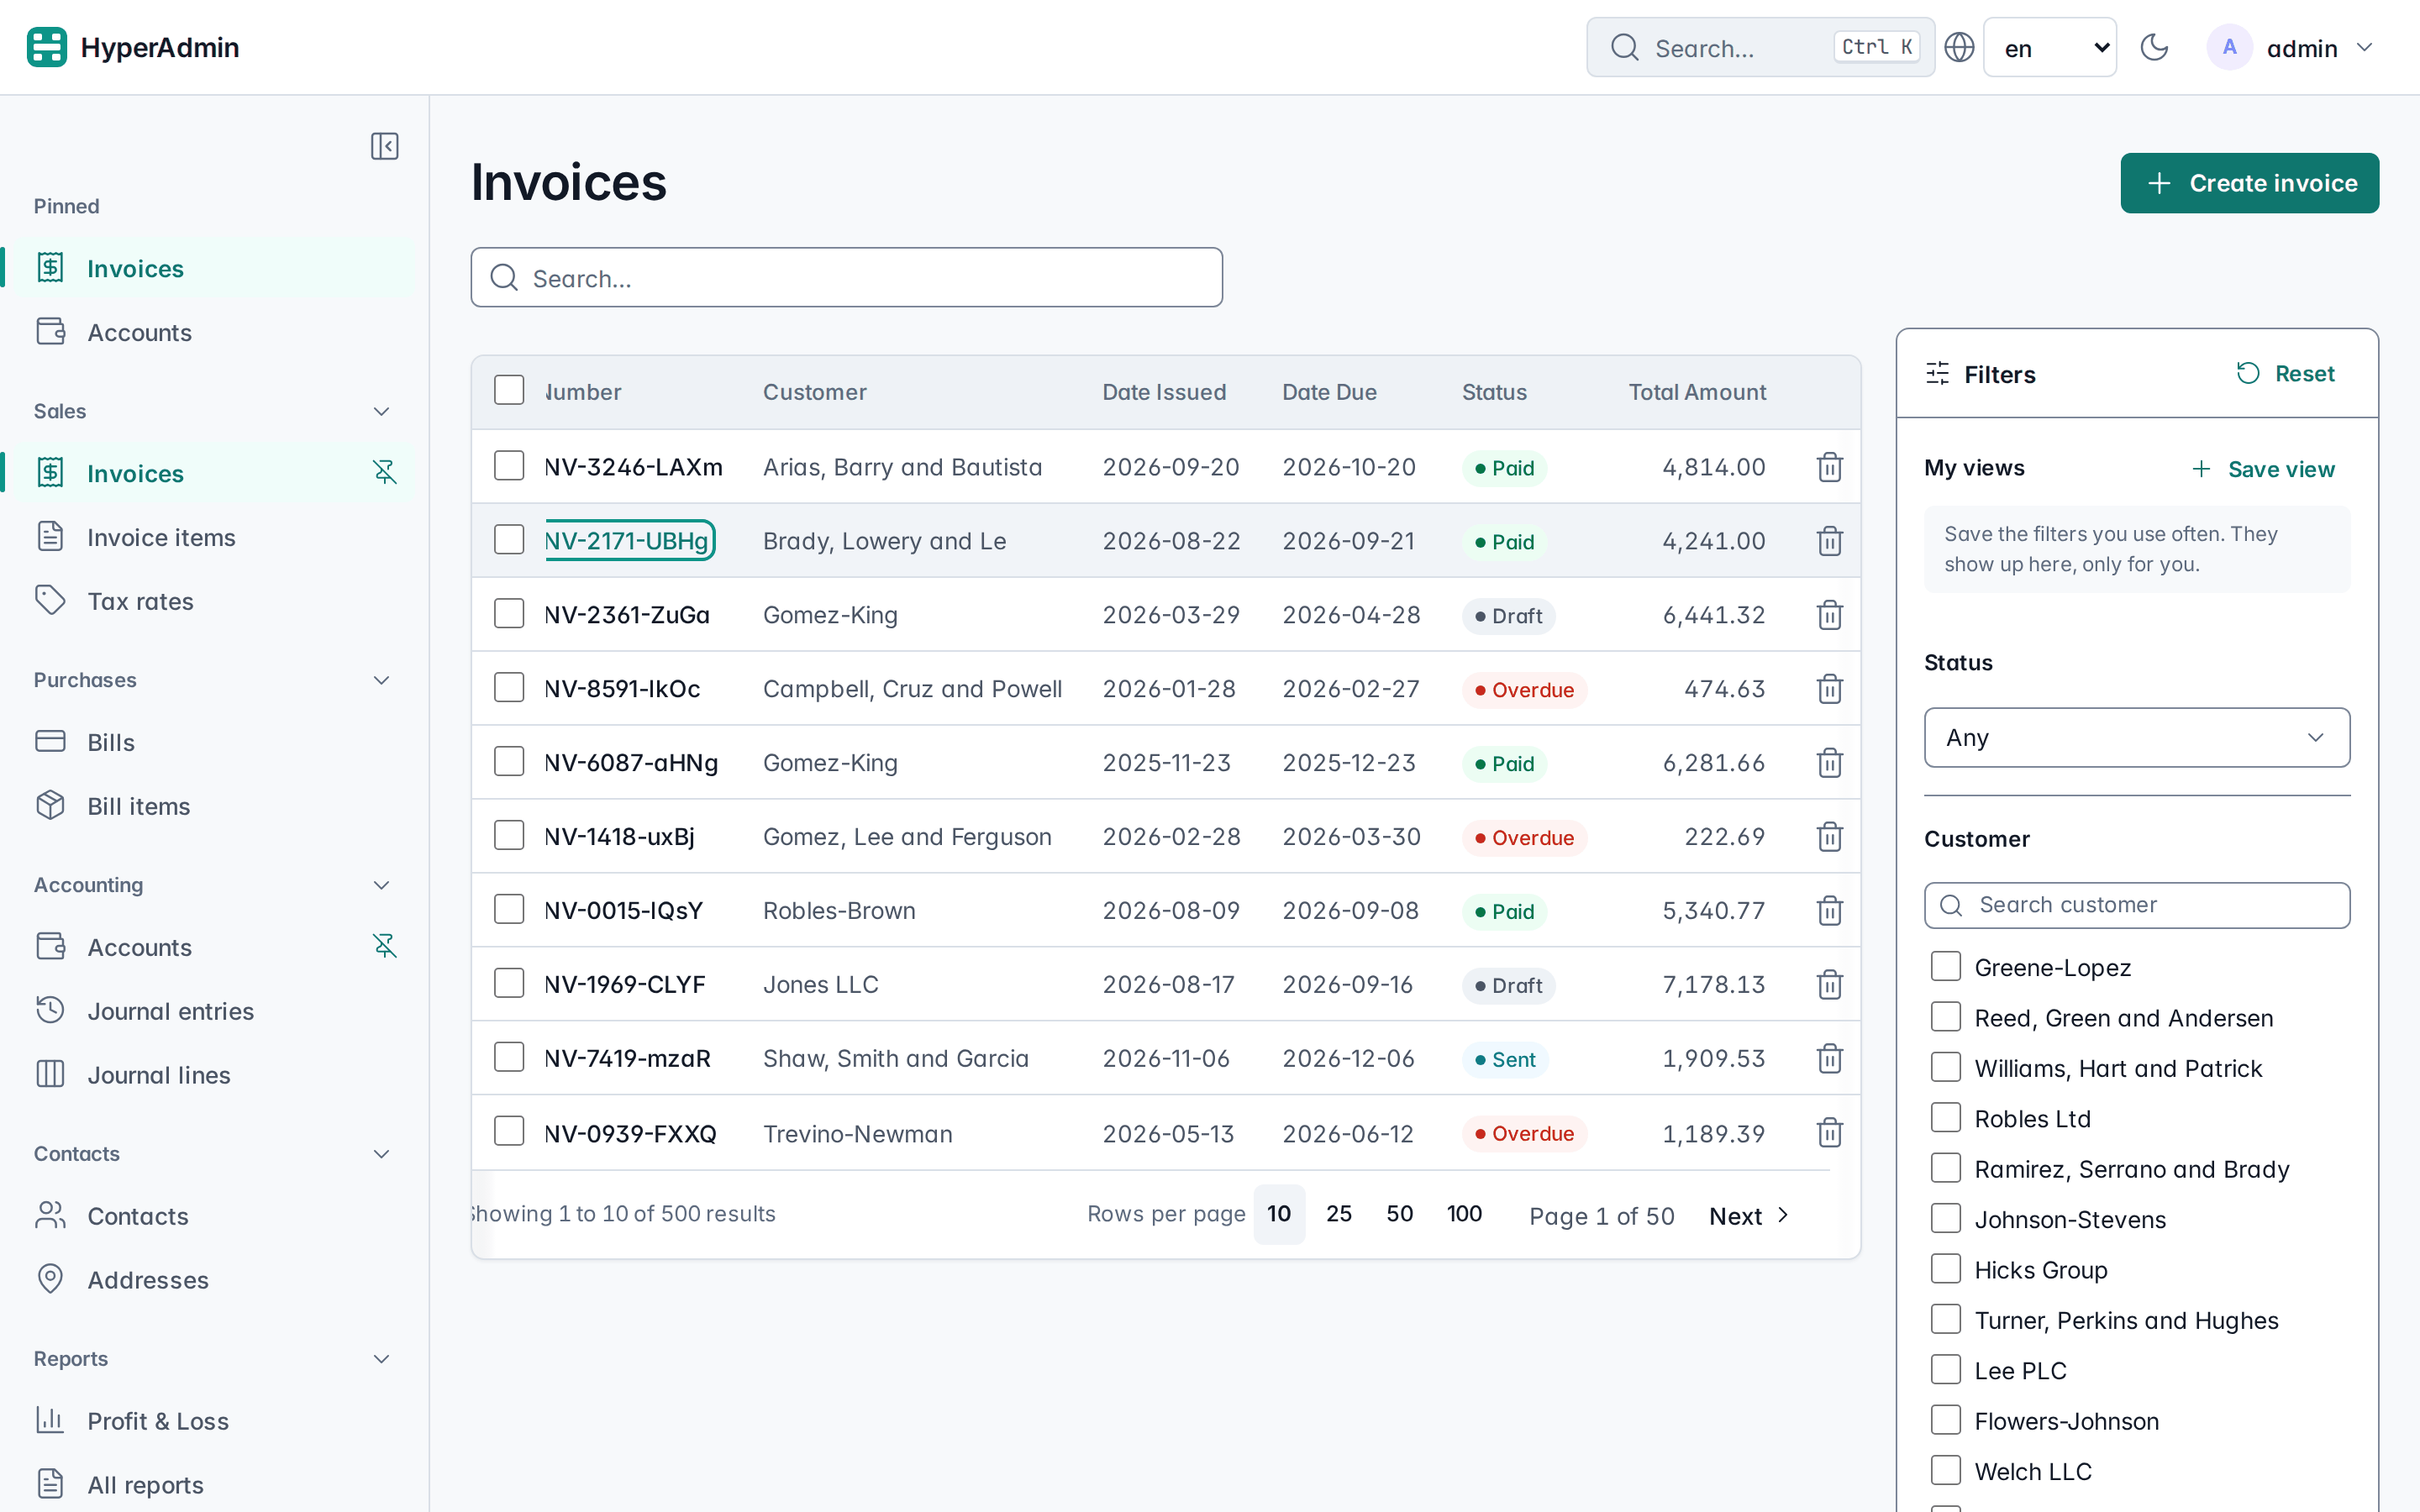 HyperAdmin
Search...
Ctrl K
en
A
admin
Pinned
Invoices
Accounts
Sales
Invoices
Invoice items
Tax rates
Purchases
Bills
Bill items
Accounting
Accounts
Journal entries
Journal lines
Contacts
Contacts
Addresses
Reports
Profit & Loss
All reports
Invoices
Create invoice
Search...
Number Customer Date Issued Date Due Status Total Amount
NV-3246-LAXm Arias, Barry and Bautista 2026-09-20 2026-10-20 Paid 4,814.00
NV-2171-UBHg Brady, Lowery and Le 2026-08-22 2026-09-21 Paid 4,241.00
NV-2361-ZuGa Gomez-King 2026-03-29 2026-04-28 Draft 6,441.32
NV-8591-IkOc Campbell, Cruz and Powell 2026-01-28 2026-02-27 Overdue 474.63
NV-6087-aHNg Gomez-King 2025-11-23 2025-12-23 Paid 6,281.66
NV-1418-uxBj Gomez, Lee and Ferguson 2026-02-28 2026-03-30 Overdue 222.69
NV-0015-IQsY Robles-Brown 2026-08-09 2026-09-08 Paid 5,340.77
NV-1969-CLYF Jones LLC 2026-08-17 2026-09-16 Draft 7,178.13
NV-7419-mzaR Shaw, Smith and Garcia 2026-11-06 2026-12-06 Sent 1,909.53
NV-0939-FXXQ Trevino-Newman 2026-05-13 2026-06-12 Overdue 1,189.39
Showing 1 to 10 of 500 results Rows per page 10 25 50 100 Page 1 of 50 Next
Filters
Reset
My views
Save view
Save the filters you use often. They
show up here, only for you.
Status
Any
Customer
Search customer
Greene-Lopez
Reed, Green and Andersen
Williams, Hart and Patrick
Robles Ltd
Ramirez, Serrano and Brady
Johnson-Stevens
Hicks Group
Turner, Perkins and Hughes
Lee PLC
Flowers-Johnson
Welch LLC